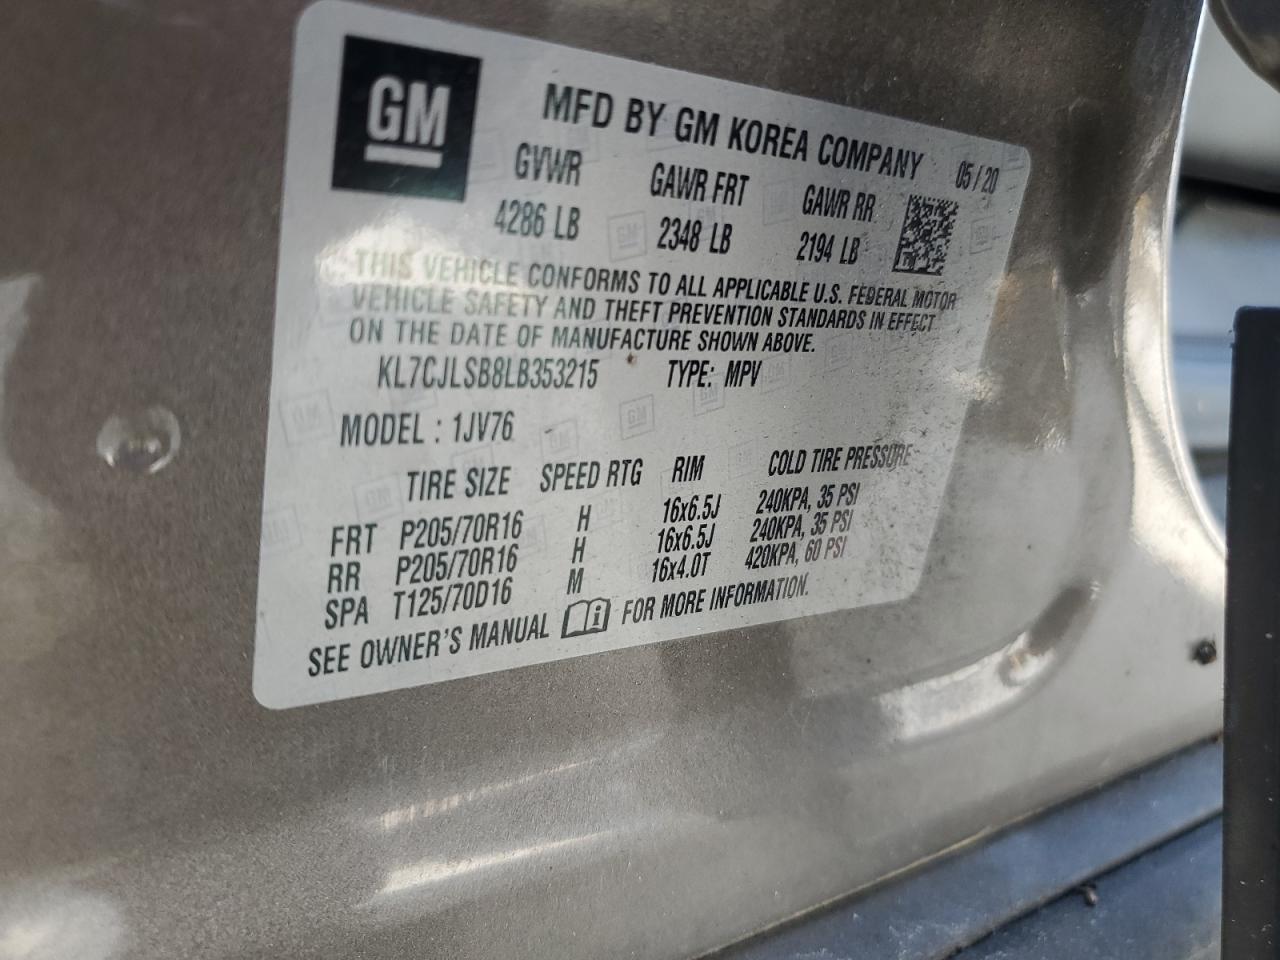 GM
MFD BY GM KOREA COMPANY 05/20
GVWR GAWR FRT GAWR RR
4286 LB 2348 LB 2194 LB
THIS VEHICLE CONFORMS TO ALL APPLICABLE U.S. FEDERAL MOTOR
VEHICLE SAFETY AND THEFT PREVENTION STANDARDS IN EFFECT
ON THE DATE OF MANUFACTURE SHOWN ABOVE.
KL7CJLSB8LB353215 TYPE: MPV
MODEL : 1JV76
TIRE SIZE SPEED RTG RIM COLD TIRE PRESSURE
FRT P205/70R16 H 16x6.5J 240KPA, 35 PSI
RR P205/70R16 H 16x6.5J 240KPA, 35 PSI
SPA T125/70D16 M 16x4.0T 420KPA, 60 PSI
SEE OWNER'S MANUAL FOR MORE INFORMATION.